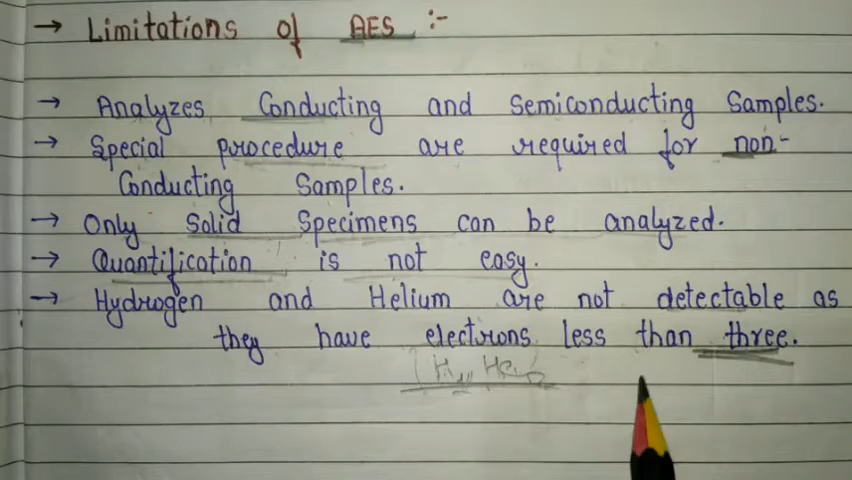 → Limitations of AES :-
→ Analyzes Conducting and Semiconducting Samples.
→ Special procedure are required for non-
Conducting Samples.
→ Only Solid Specimens can be analyzed.
→ Quantification is not easy.
→ Hydrogen and Helium are not detectable as
they have electrons less than three.
(H, He